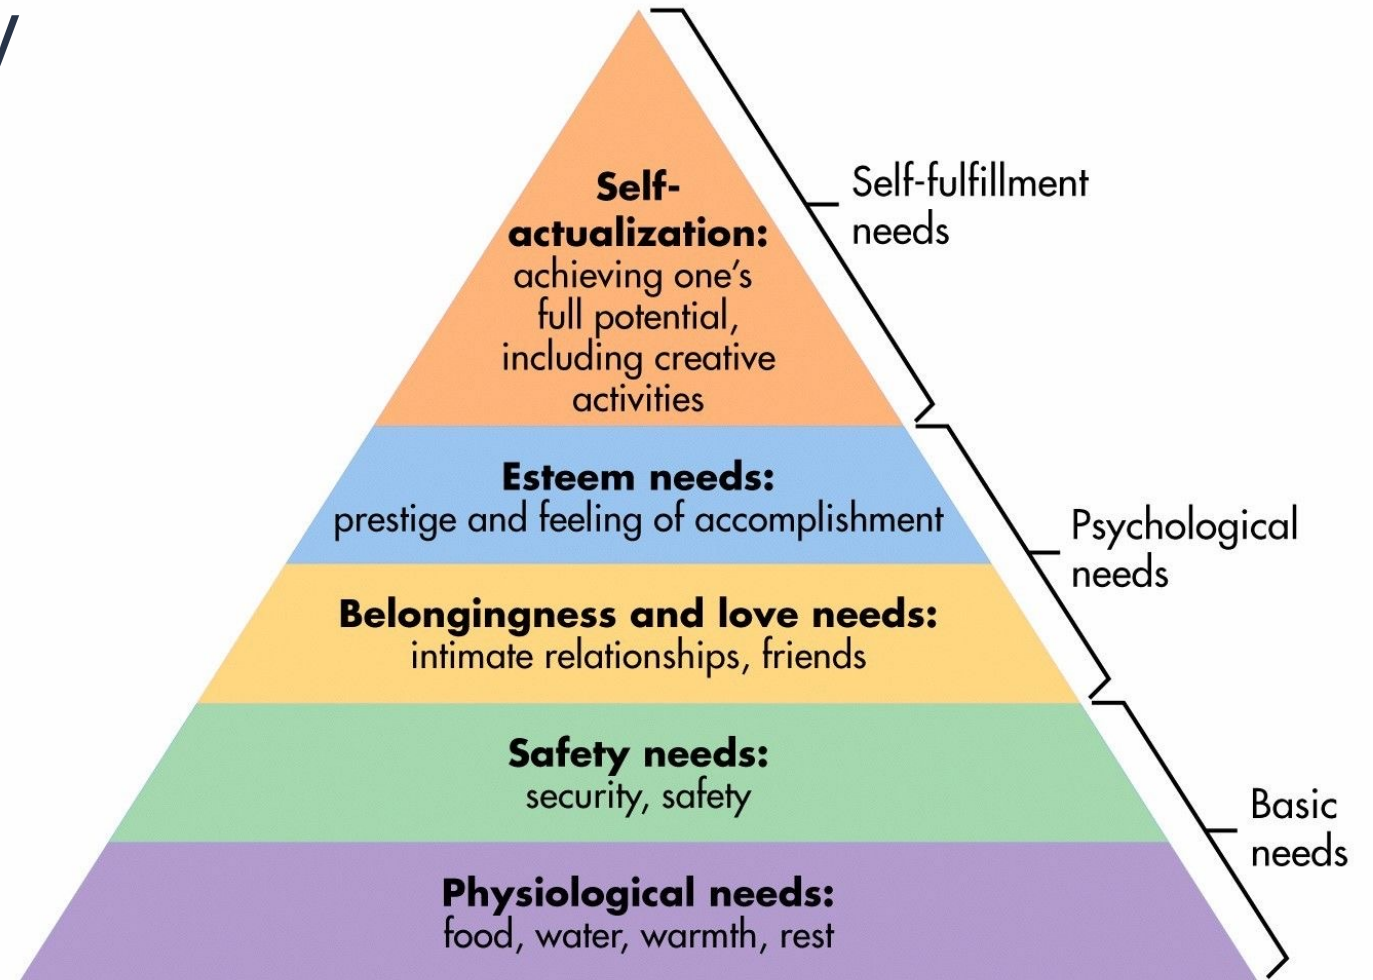 y
Self-
actualization:
achieving one's
full potential,
including creative
activities
Self-fulfillment
needs
Esteem needs:
prestige and feeling of accomplishment
Psychological
needs
Belongingness and love needs:
intimate relationships, friends
Safety needs:
security, safety
Basic
needs
Physiological needs:
food, water, warmth, rest